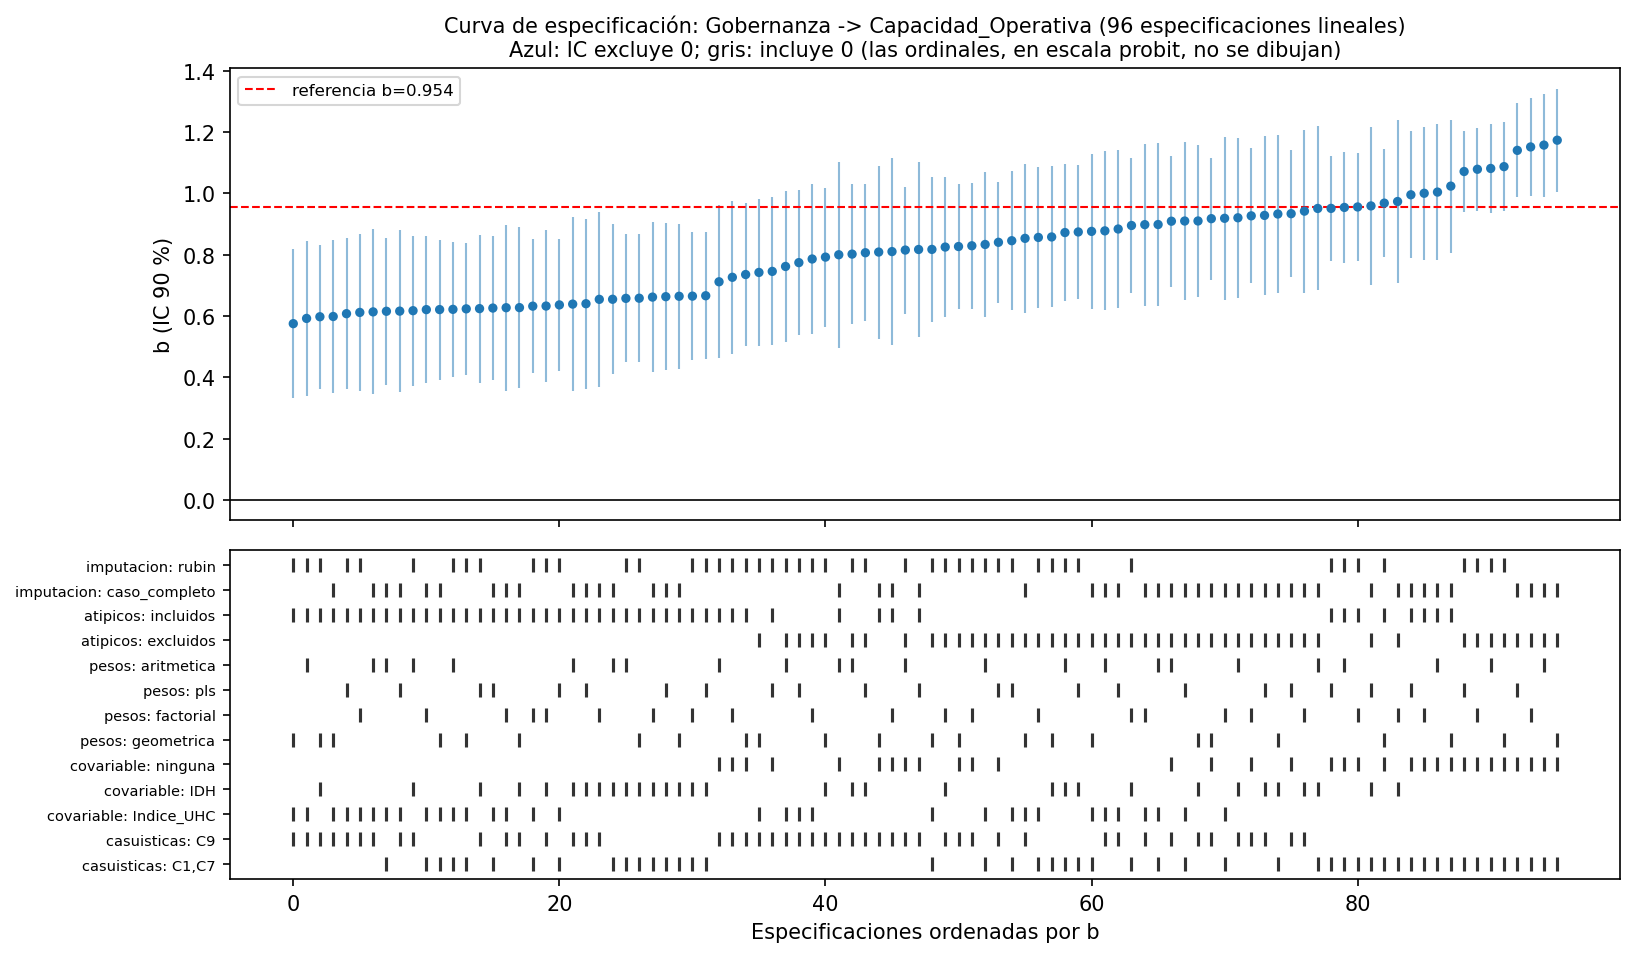 Curva de especificación: Gobernanza -> Capacidad_Operativa (96 especificaciones lineales)
Azul: IC excluye 0; gris: incluye 0 (las ordinales, en escala probit, no se dibujan)
referencia b=0.954
b (IC 90 %)
1.4
1.2
1.0
0.8
0.6
0.4
0.2
0.0
imputacion: rubin
imputacion: caso_completo
atipicos: incluidos
atipicos: excluidos
pesos: aritmetica
pesos: pls
pesos: factorial
pesos: geometrica
covariable: ninguna
covariable: IDH
covariable: Indice_UHC
casuisticas: C9
casuisticas: C1,C7
0 20 40 60 80
Especificaciones ordenadas por b